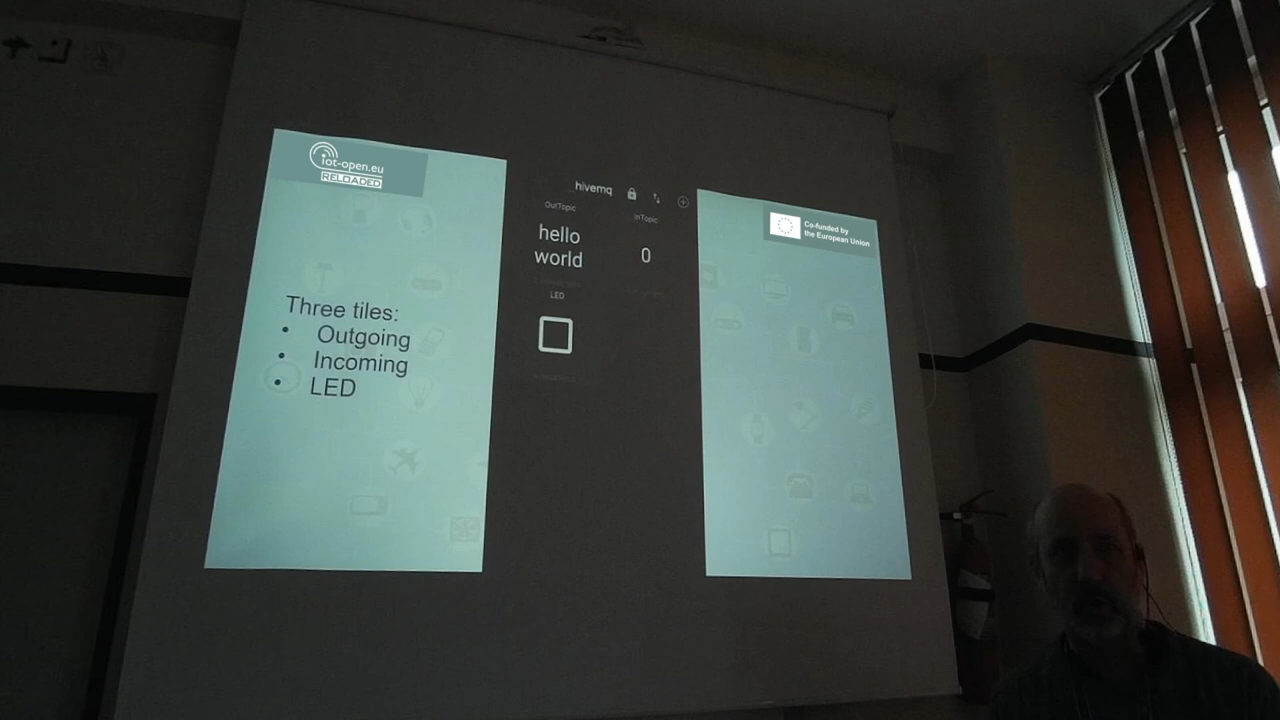 iot-open.eu
RELOADED
Three tiles:
• Outgoing
• Incoming
• LED
hivemq
OutTopic
InTopic
hello
world
0
LED
Co-funded by
the European Union